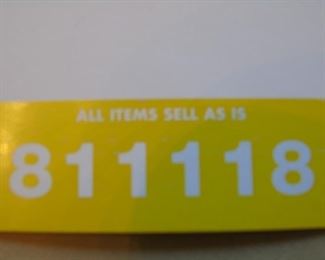 ALL ITEMS SELL AS IS
811118